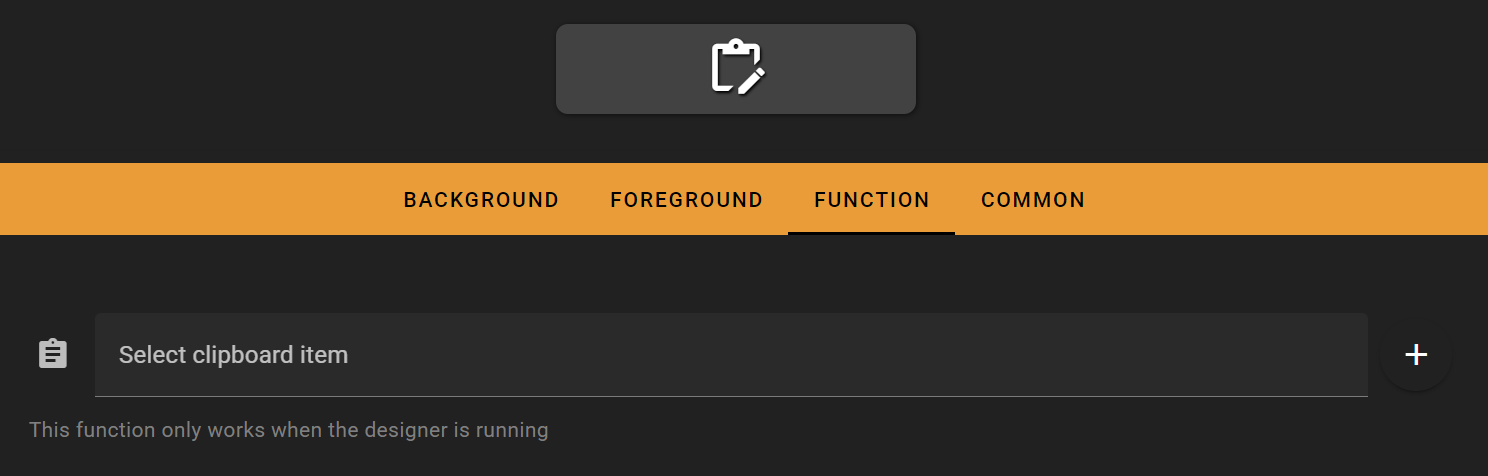 BACKGROUND FOREGROUND FUNCTION COMMON
Select clipboard item
This function only works when the designer is running